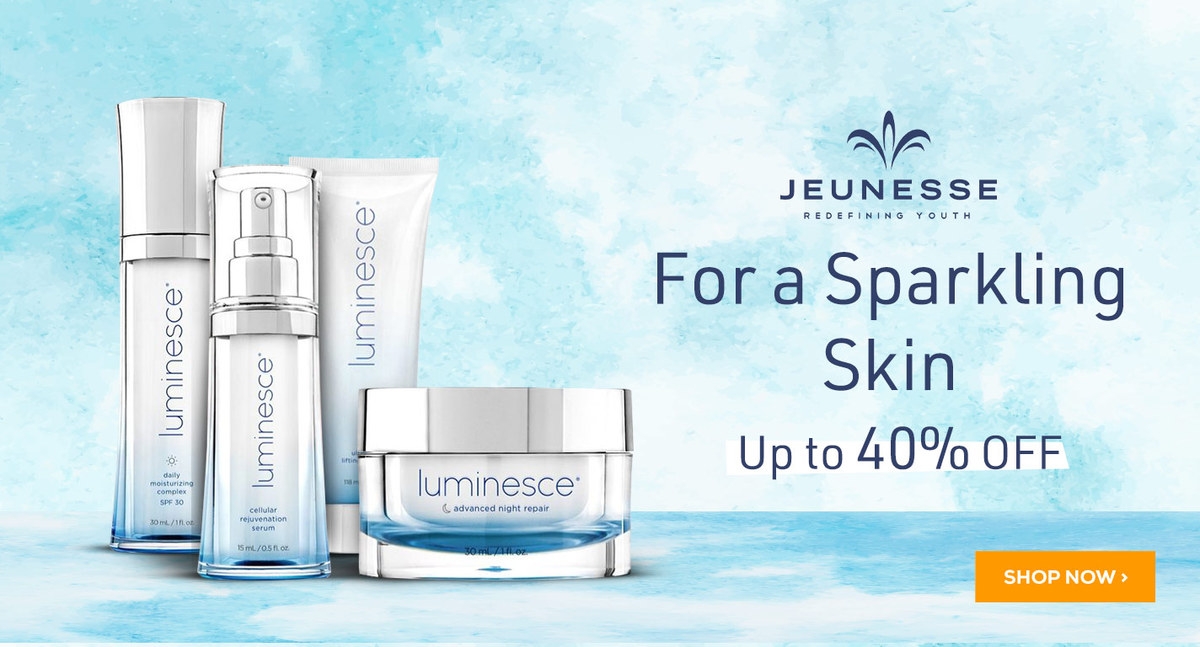 JEUNESSE
REDEFINING YOUTH
For a Sparkling
Skin
Up to 40% OFF
SHOP NOW ›
luminesce®
daily
moisturizing
complex
SPF 30
30 mL / 1 fl. oz.
luminesce®
cellular
rejuvenation
serum
15 mL / 0.5 fl. oz.
luminesce®
luminesce®
advanced night repair
30 mL / 1 fl. oz.